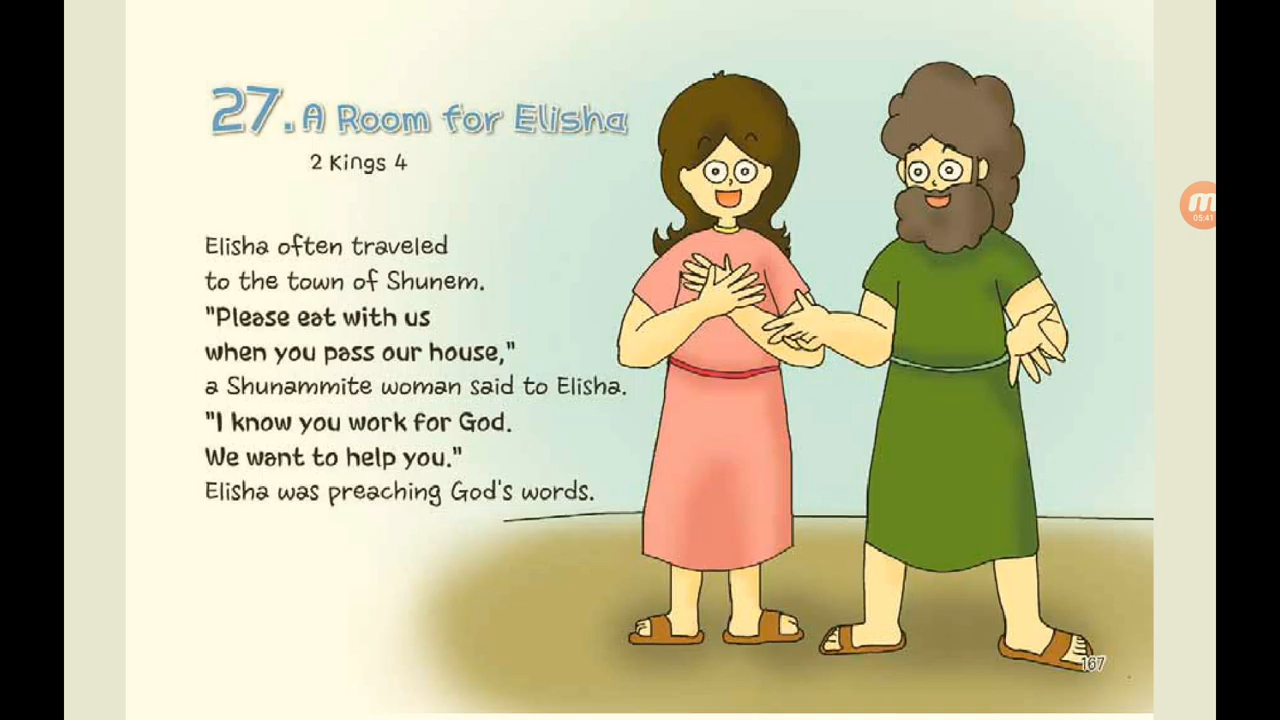 27. A Room for Elisha
2 Kings 4
Elisha often traveled
to the town of Shunem.
"Please eat with us
when you pass our house,"
a Shunammite woman said to Elisha.
"I know you work for God.
We want to help you."
Elisha was preaching God's words.
05:41
167